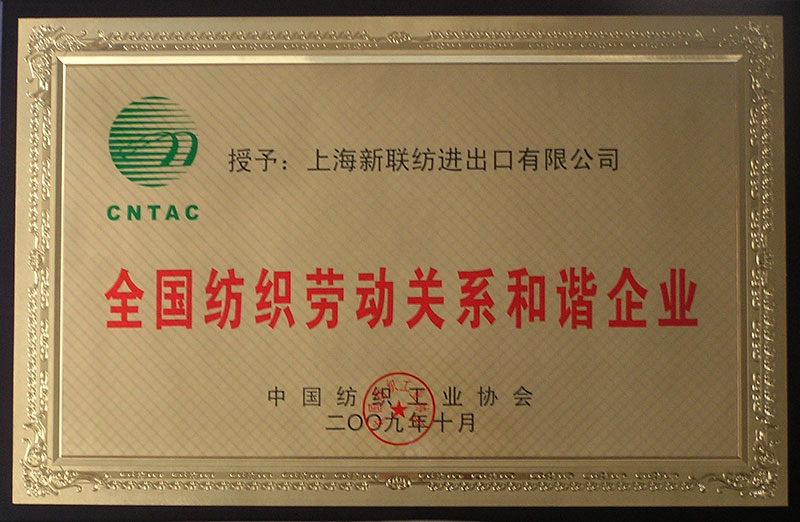 授予：上海新联纺进出口有限公司
CNTAC
全国纺织劳动关系和谐企业
中国纺织工业协会
二〇〇九年十月